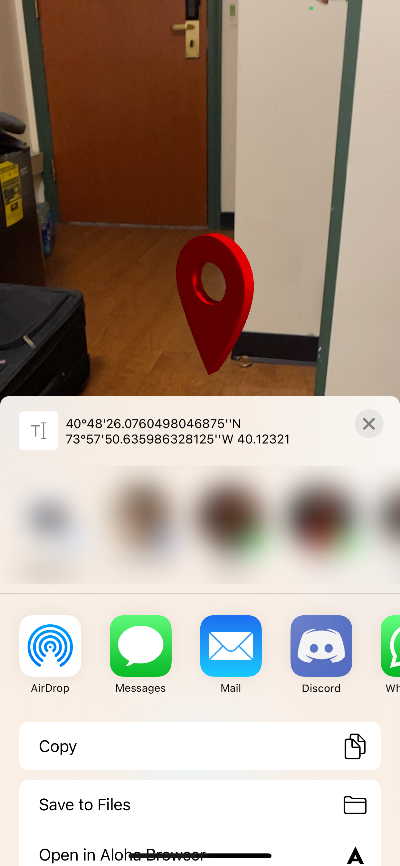 T
40°48'26.0760498046875''N
73°57'50.635986328125''W 40.12321
AirDrop
Messages
Mail
Discord
Wh
Copy
Save to Files
Open in Aloha Browser